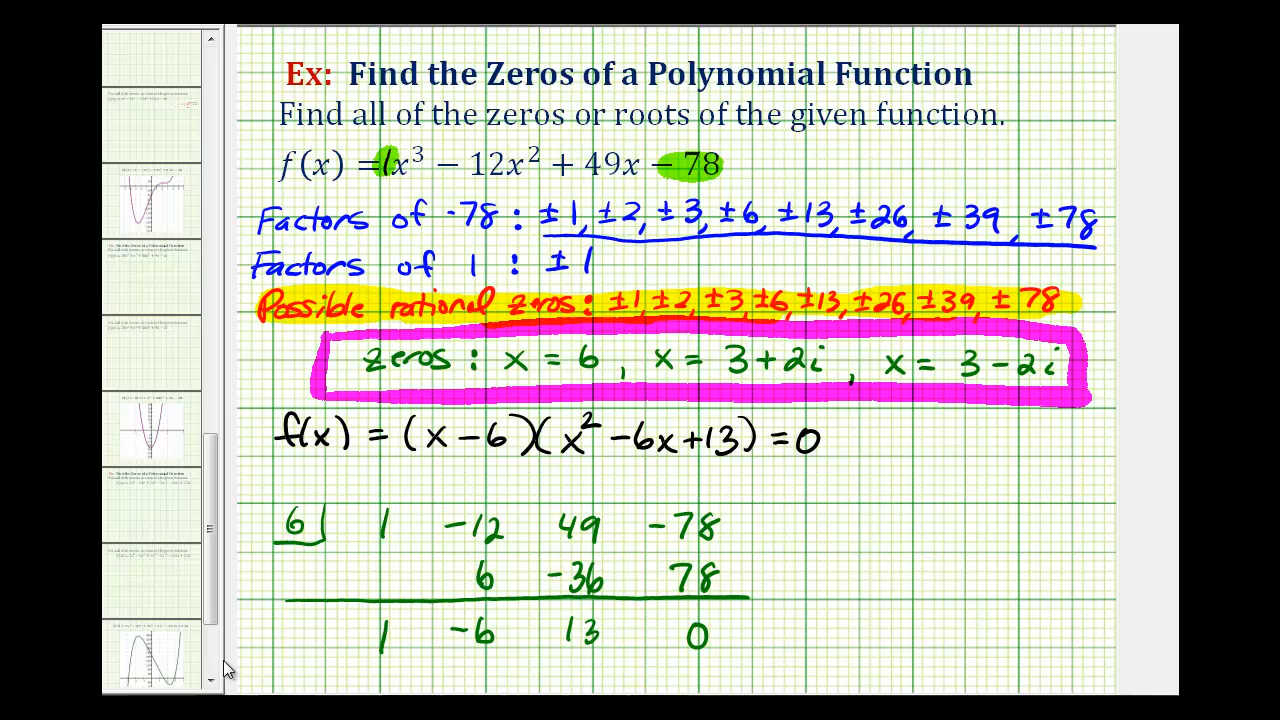 Ex: Find the Zeros of a Polynomial Function
Find all of the zeros or roots of the given function.
f(x) = 1x³ − 12x² + 49x − 78
Factors of -78 : ±1, ±2, ±3, ±6, ±13, ±26, ±39, ±78
Factors of 1 : ±1
Possible rational zeros: ±1, ±2, ±3, ±6, ±13, ±26, ±39, ±78
zeros : x = 6, x = 3+2i, x = 3-2i
f(x) = (x-6)(x²-6x+13) = 0
6| 1 -12 49 -78
6 -36 78
1 -6 13 0